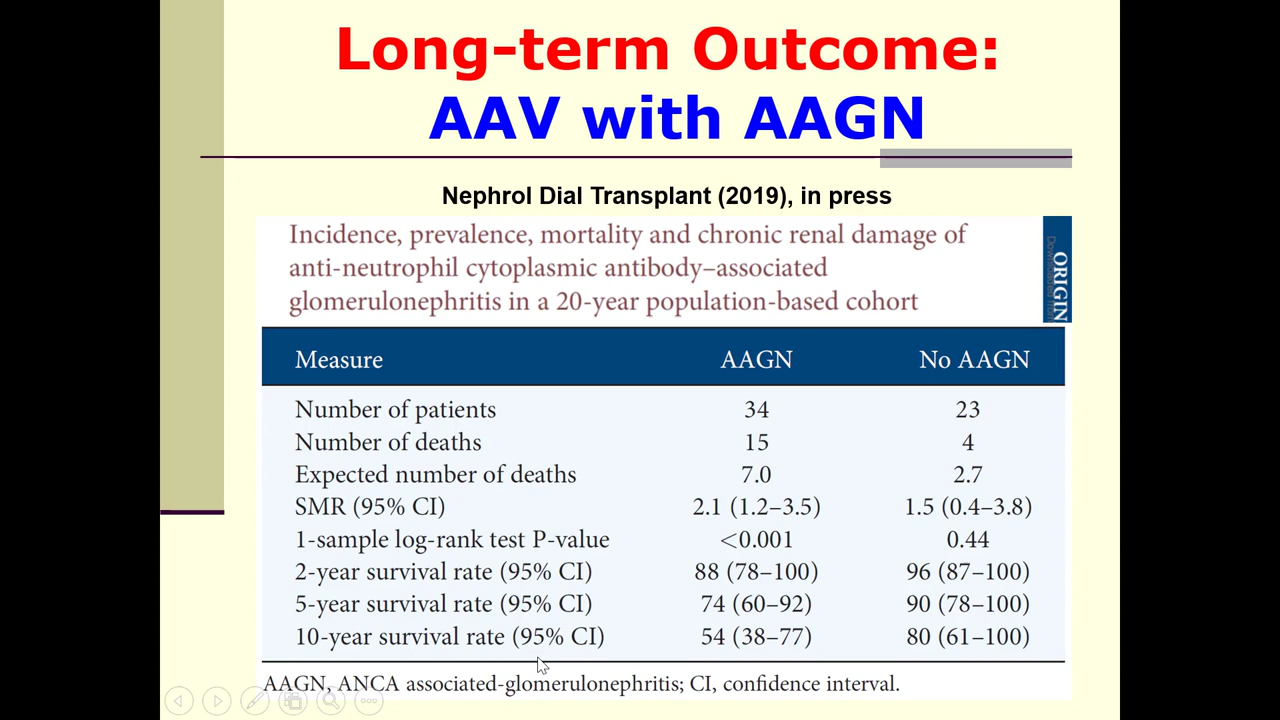 Long-term Outcome:
AAV with AAGN
Nephrol Dial Transplant (2019), in press
Incidence, prevalence, mortality and chronic renal damage of
anti-neutrophil cytoplasmic antibody–associated
glomerulonephritis in a 20-year population-based cohort
ORIGIN
Measure AAGN No AAGN
Number of patients 34 23
Number of deaths 15 4
Expected number of deaths 7.0 2.7
SMR (95% CI) 2.1 (1.2–3.5) 1.5 (0.4–3.8)
1-sample log-rank test P-value <0.001 0.44
2-year survival rate (95% CI) 88 (78–100) 96 (87–100)
5-year survival rate (95% CI) 74 (60–92) 90 (78–100)
10-year survival rate (95% CI) 54 (38–77) 80 (61–100)
AAGN, ANCA associated-glomerulonephritis; CI, confidence interval.